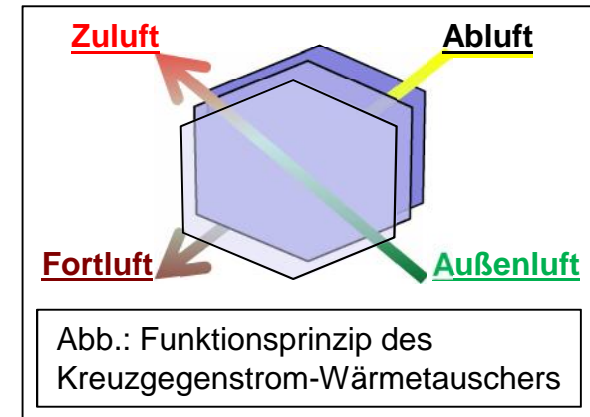 Zuluft Abluft
Fortluft Außenluft
Abb.: Funktionsprinzip des
Kreuzgegenstrom-Wärmetauschers